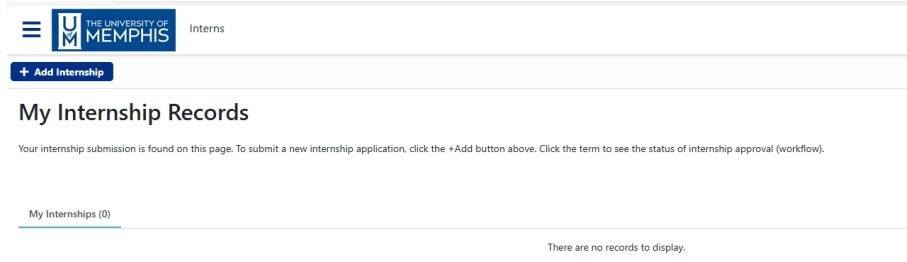 THE UNIVERSITY OF
MEMPHIS
Interns
+ Add Internship
My Internship Records
Your internship submission is found on this page. To submit a new internship application, click the +Add button above. Click the term to see the status of internship approval (workflow).
My Internships (0)
There are no records to display.